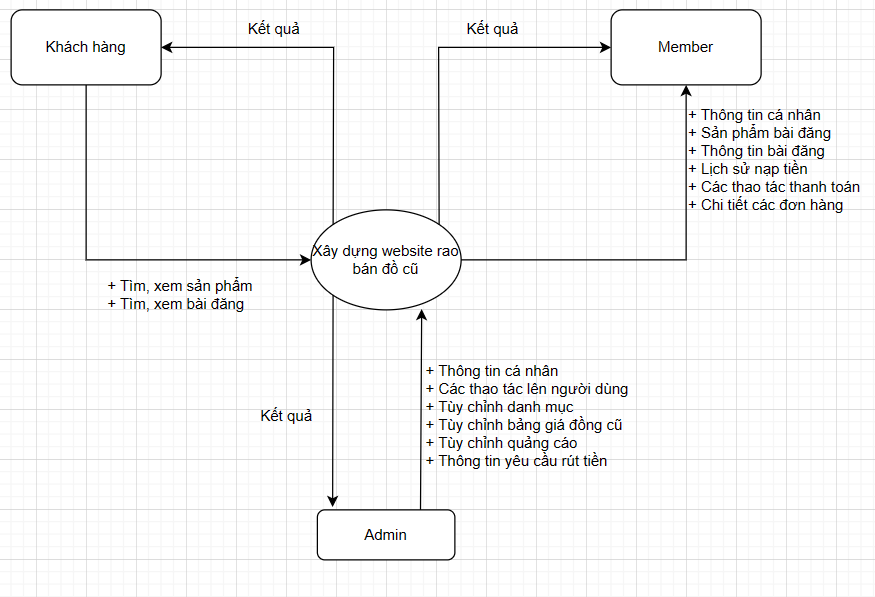 Khách hàng
Kết quả
Kết quả
Member
+ Thông tin cá nhân
+ Sản phẩm bài đăng
+ Thông tin bài đăng
+ Lịch sử nạp tiền
+ Các thao tác thanh toán
+ Chi tiết các đơn hàng
Xây dựng website rao
bán đồ cũ
+ Tìm, xem sản phẩm
+ Tìm, xem bài đăng
Kết quả
+ Thông tin cá nhân
+ Các thao tác lên người dùng
+ Tùy chỉnh danh mục
+ Tùy chỉnh bảng giá đồng cũ
+ Tùy chỉnh quảng cáo
+ Thông tin yêu cầu rút tiền
Admin